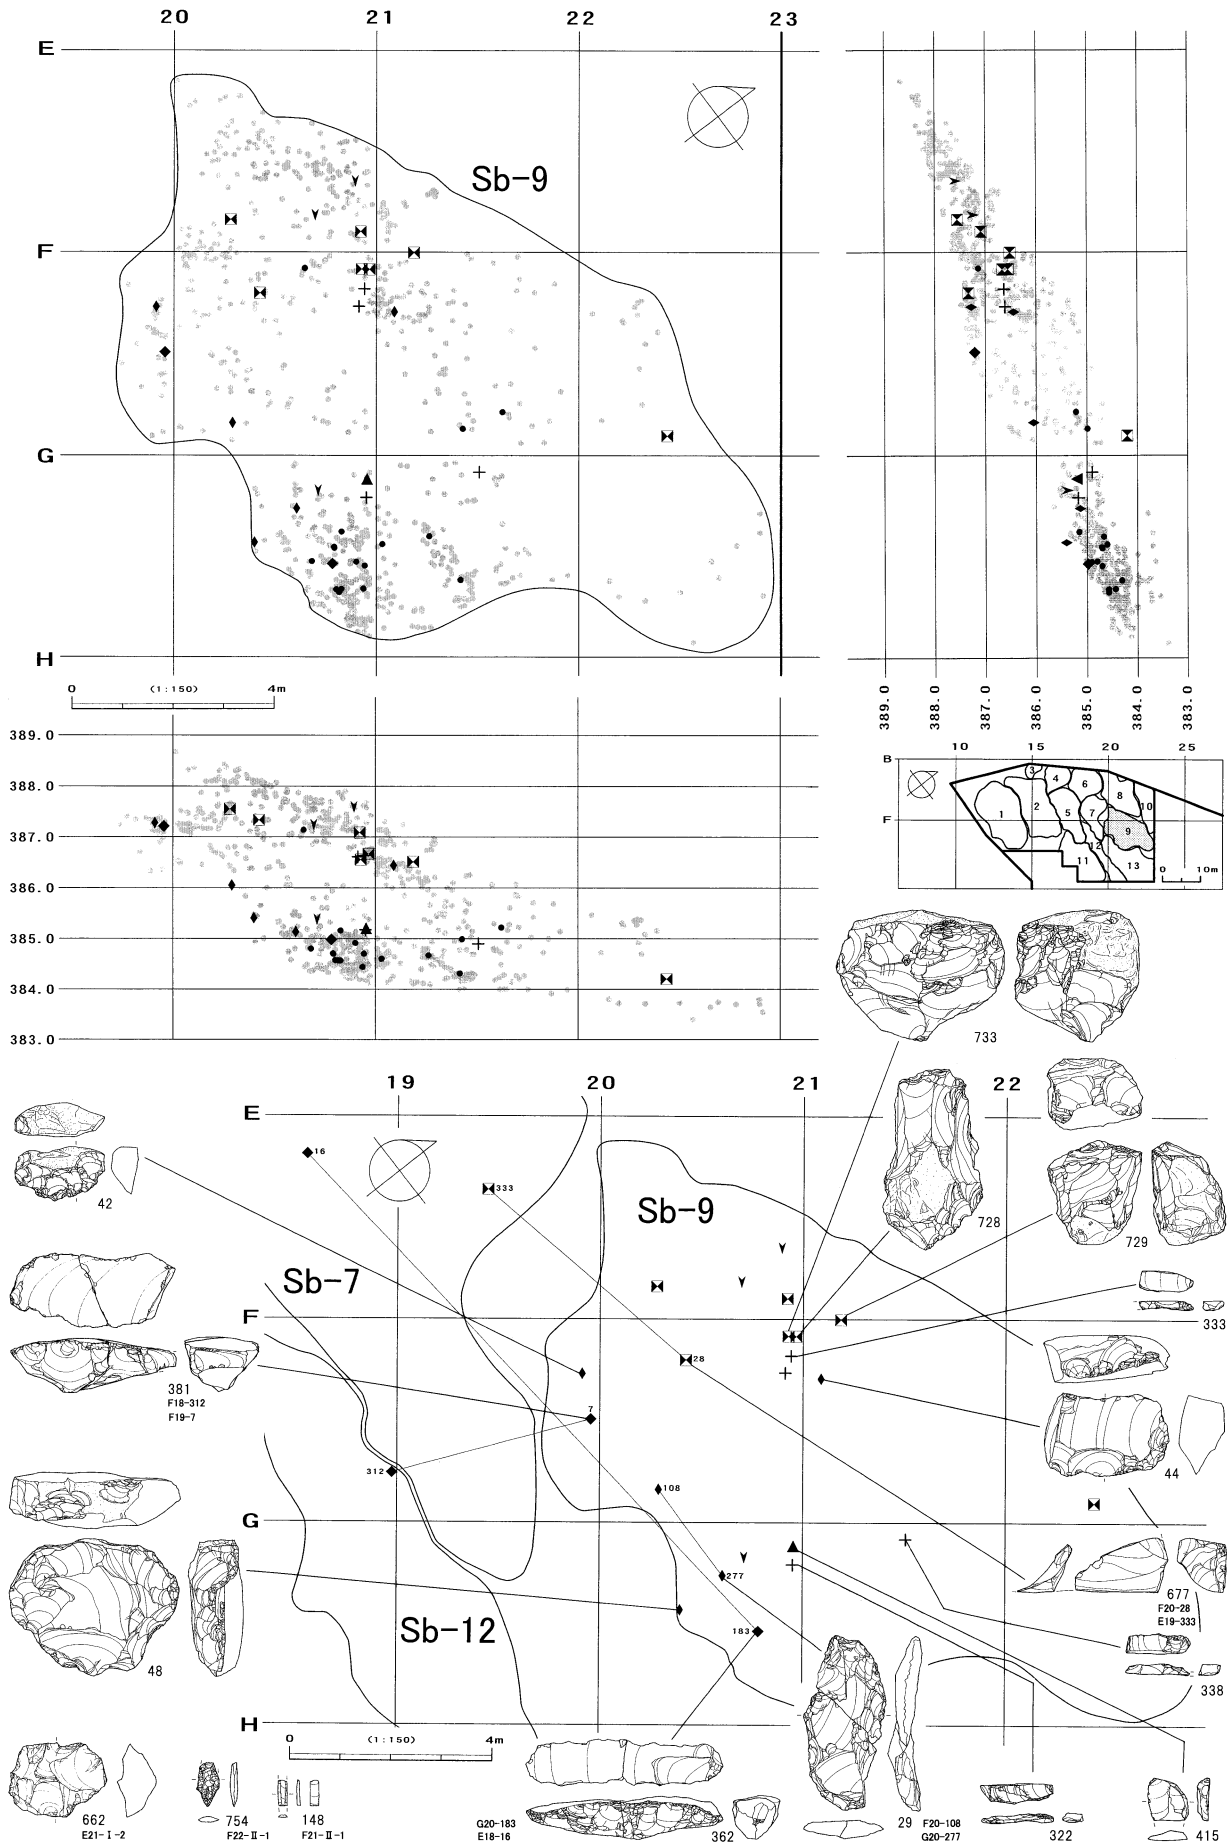 20 21 22 23
E
Sb-9
F
G
H
0 (1:150) 4m
389.0 388.0 387.0 386.0 385.0 384.0 383.0
389.0
388.0
387.0
386.0
385.0
384.0
383.0
10 15 20 25
B
F
1 2 3 4 5 6 7 8 9 10 11 12 13
0 10m
733
19 20 21 22
E
16
333
Sb-9
42
728
729
Sb-7
F
333
28
381
F18-312
F19-7
7
312
108
44
G
277
183
677
F20-28
E19-333
Sb-12
48
338
H
0 (1:150) 4m
662
E21-I-2
754
F22-II-1
148
F21-II-1
G20-183
E18-16
362
29
F20-108
G20-277
322
415